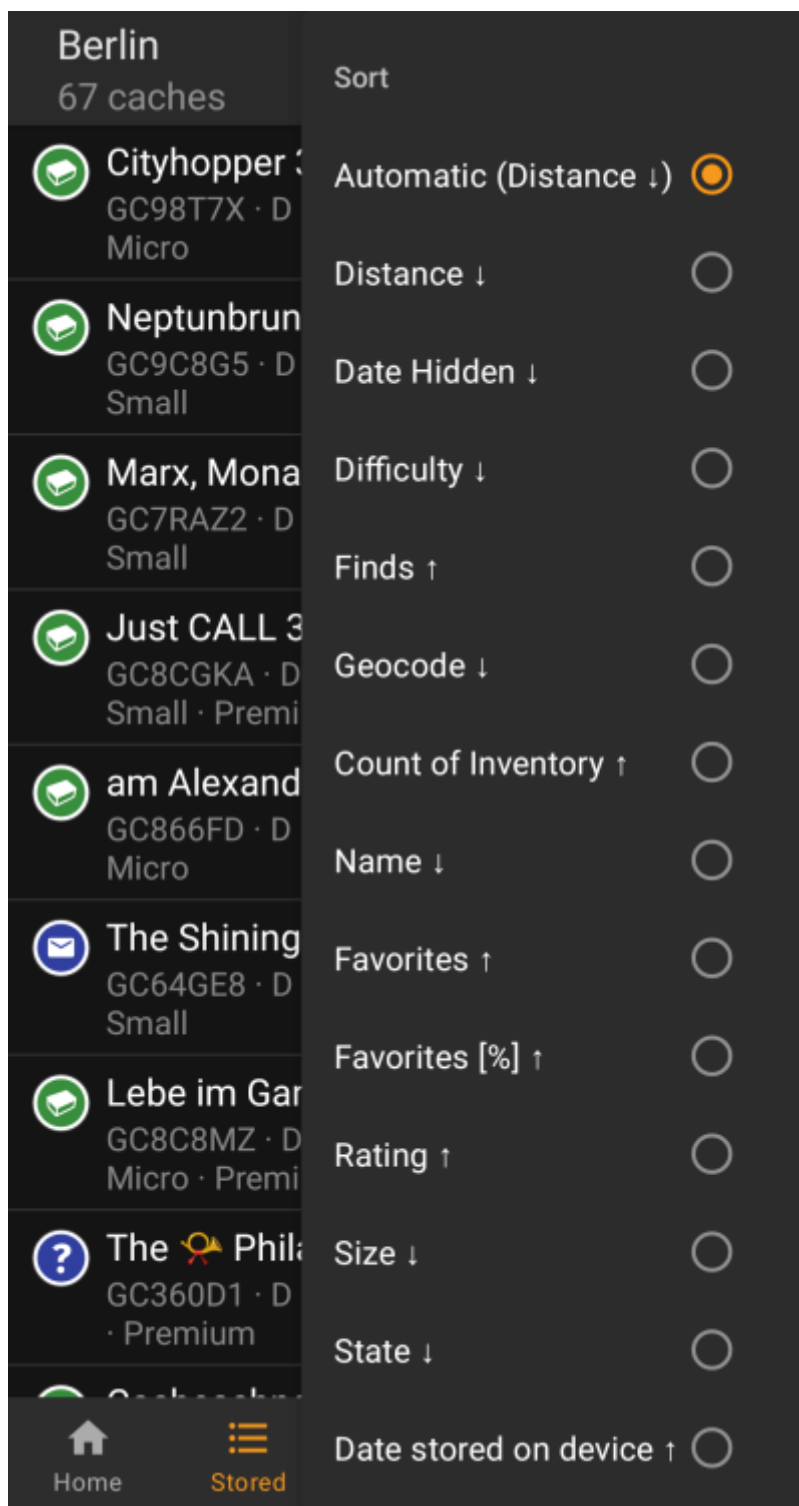 Berlin
67 caches
Cityhopper
GC98T7X · D
Micro
Neptunbrun
GC9C8G5 · D
Small
Marx, Mona
GC7RAZ2 · D
Small
Just CALL 3
GC8CGKA · D
Small · Premi
am Alexand
GC866FD · D
Micro
The Shining
GC64GE8 · D
Small
Lebe im Gar
GC8C8MZ · D
Micro · Premi
The 📯 Phila
GC360D1 · D
· Premium
Home
Stored
Sort
Automatic (Distance ↓)
Distance ↓
Date Hidden ↓
Difficulty ↓
Finds ↑
Geocode ↓
Count of Inventory ↑
Name ↓
Favorites ↑
Favorites [%] ↑
Rating ↑
Size ↓
State ↓
Date stored on device ↑